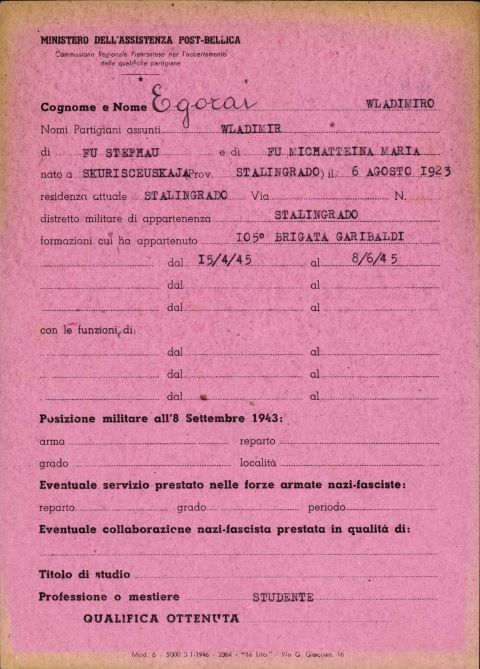 MINISTERO DELL'ASSISTENZA POST-BELLICA
Commissione Regionale Piemontese per l'accertamento
delle qualifiche partigiane
Cognome e Nome Egorai WLADIMIRO
Nomi Partigiani assunti WLADIMIR
di FU STEPHAU e di FU MICHATTEINA MARIA
nato a SKURISCEUSKAJA Prov. STALINGRADO) il 6 AGOSTO 1923
residenza attuale STALINGRADO Via N.
distretto militare di appartenenza STALINGRADO
formazioni cui ha appartenuto I05° BRIGATA GARIBALDI
dal I5/4/45 al 8/6/45
dal al
dal al
con le funzioni di:
dal al
dal al
dal al
Posizione militare all'8 Settembre 1943:
arma reparto
grado località
Eventuale servizio prestato nelle forze armate nazi-fasciste:
reparto grado periodo
Eventuale collaborazione nazi-fascista prestata in qualità di:
Titolo di studio
Professione o mestiere STUDENTE
QUALIFICA OTTENUTA
Mod. 6 - 5000 3-1-1946 - 2364 - "La Lito" - Via G. Giacosa, 16